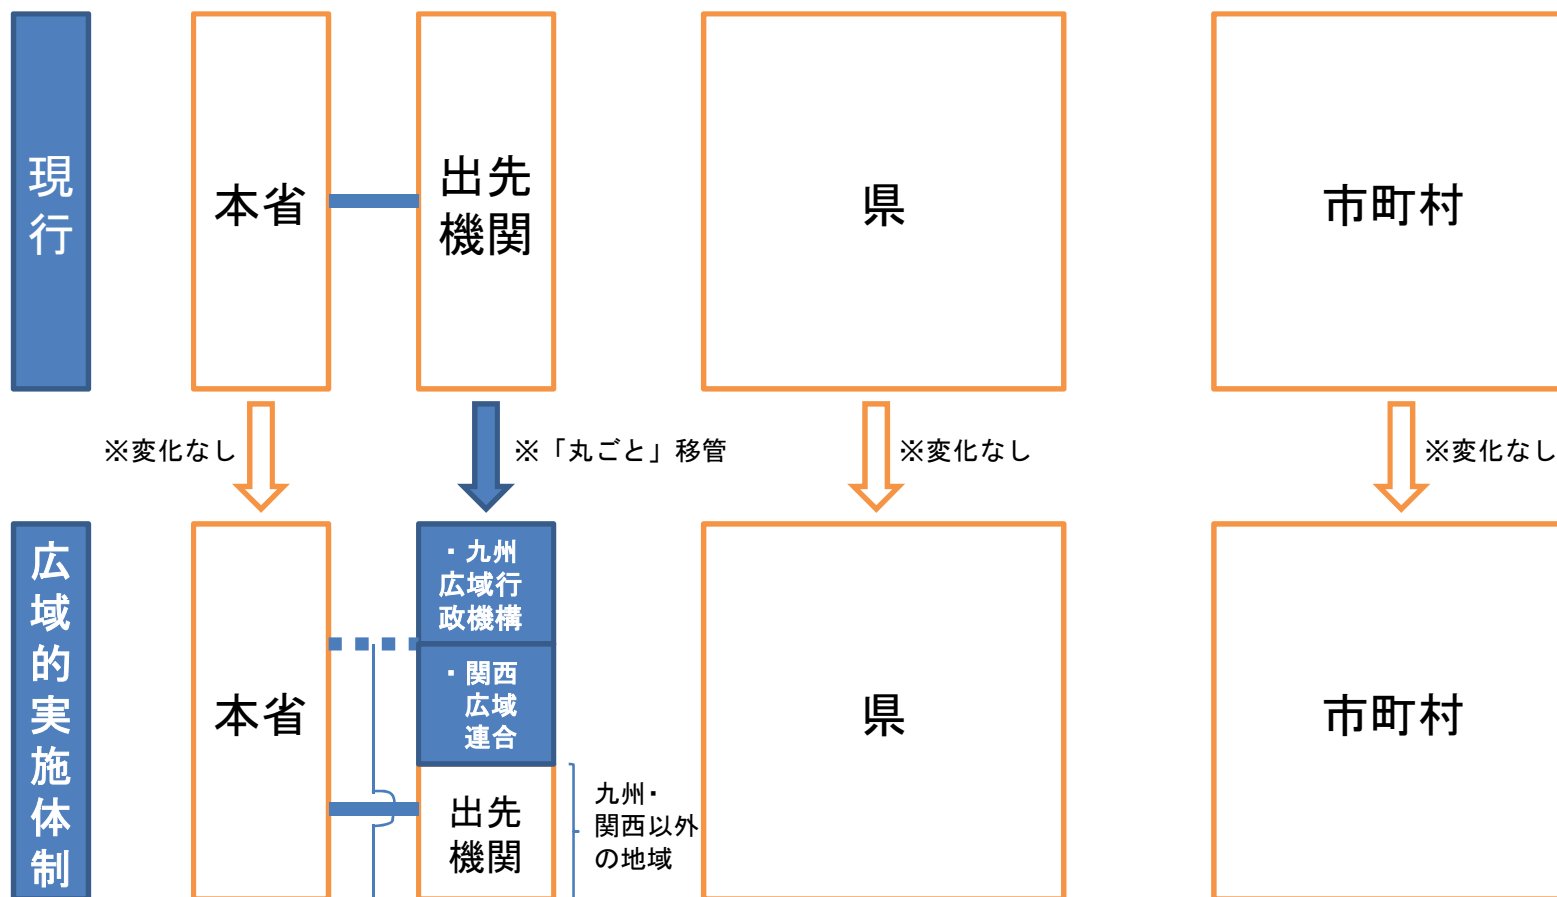 現行
本省
出先
機関
県
市町村
※変化なし
※「丸ごと」移管
※変化なし
※変化なし
広域的実施体制
本省
・九州
広域行
政機構
・関西
広域
連合
出先
機関
九州・
関西以外
の地域
県
市町村